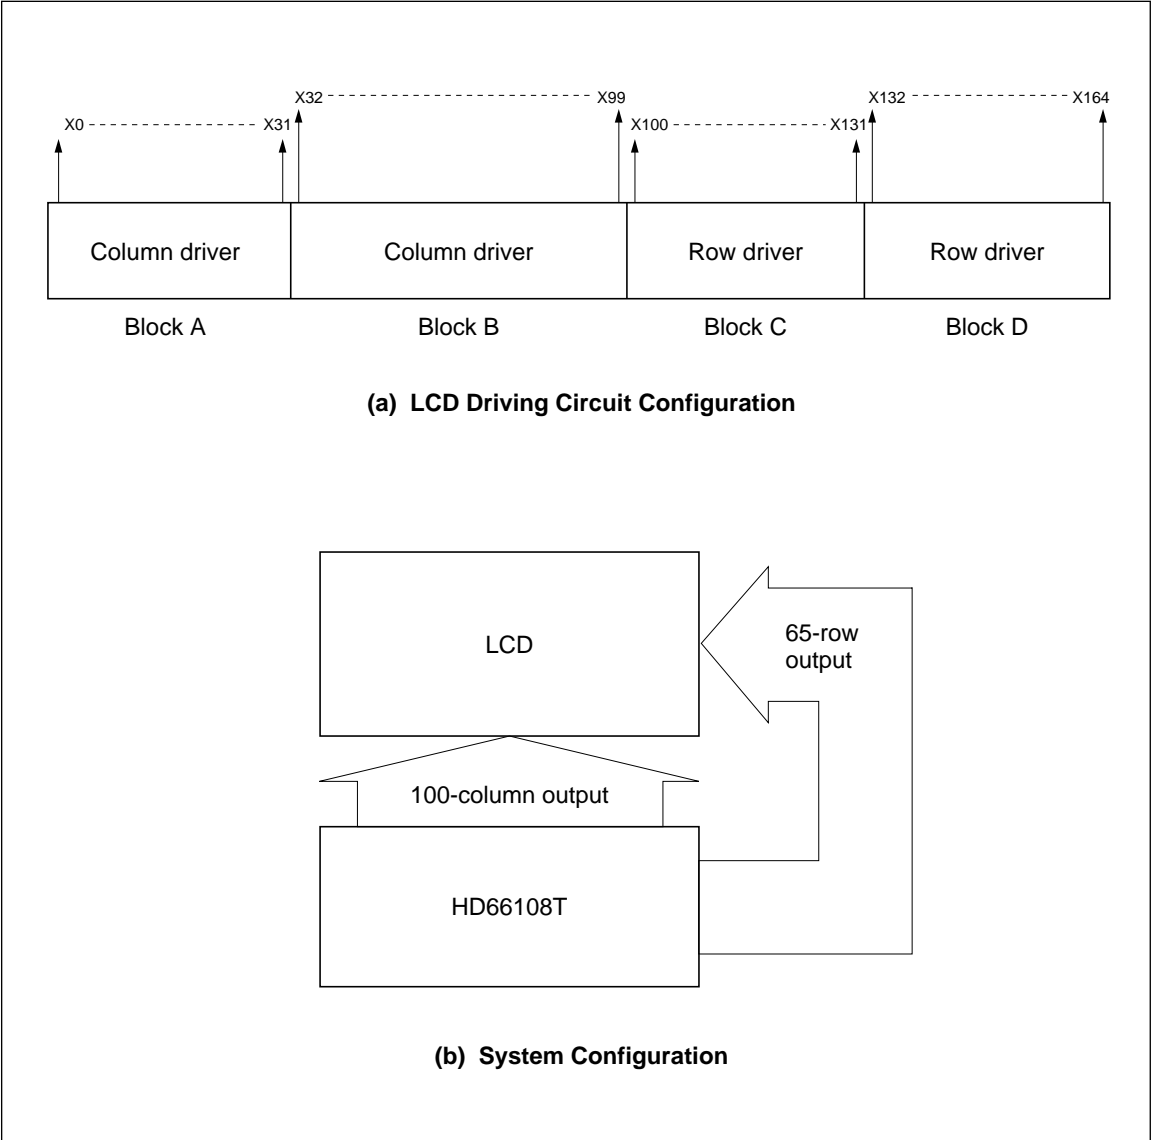 X32 X99 X132 X164
X0 X31 X100 X131
Column driver Column driver Row driver Row driver
Block A Block B Block C Block D
(a) LCD Driving Circuit Configuration
LCD
65-row
output
100-column output
HD66108T
(b) System Configuration